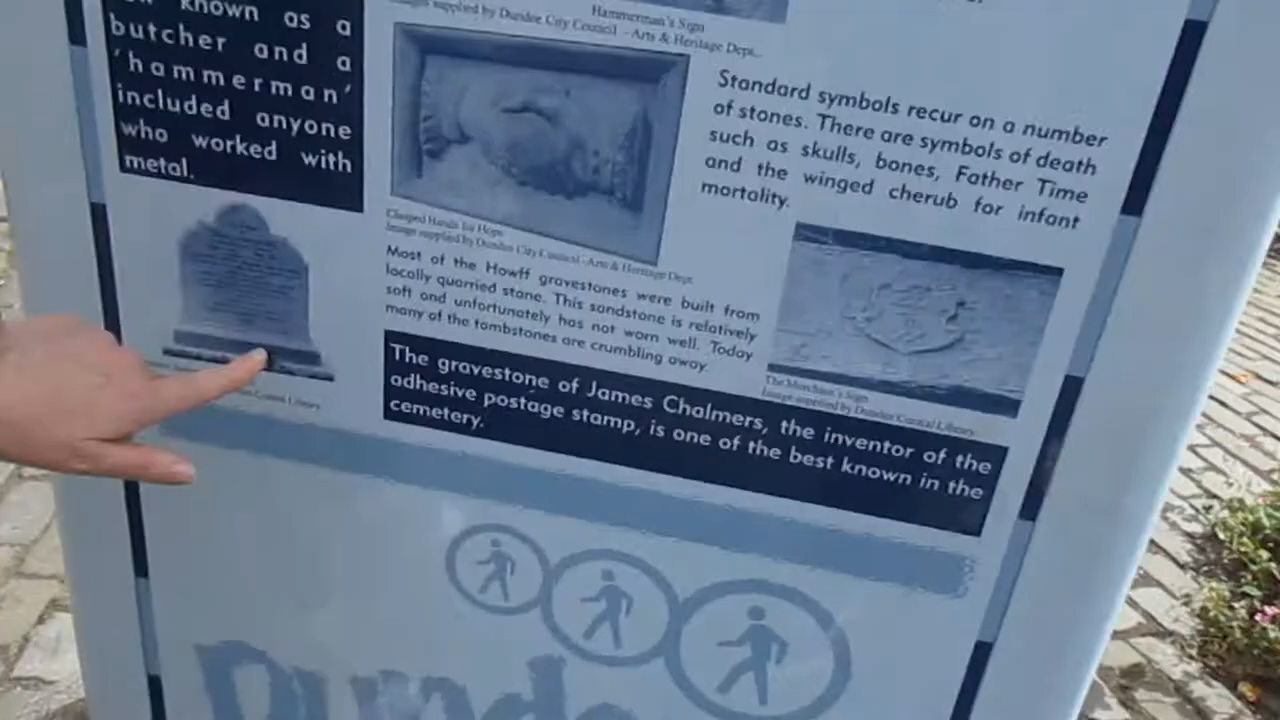 known as a
butcher and a
'hammerman'
included anyone
who worked with
metal.
Hammerman's Sign
supplied by Dundee City Council - Arts & Heritage Dept.
Clasped Hands for Hope
Image supplied by Dundee City Council - Arts & Heritage Dept
Most of the Howff gravestones were built from
locally quarried stone. This sandstone is relatively
soft and unfortunately has not worn well. Today
many of the tombstones are crumbling away.
Standard symbols recur on a number
of stones. There are symbols of death
such as skulls, bones, Father Time
and the winged cherub for infant
mortality.
The Merchant's Sign
Image supplied by Dundee Central Library
Central Library
The gravestone of James Chalmers, the inventor of the
adhesive postage stamp, is one of the best known in the
cemetery.
Dunde